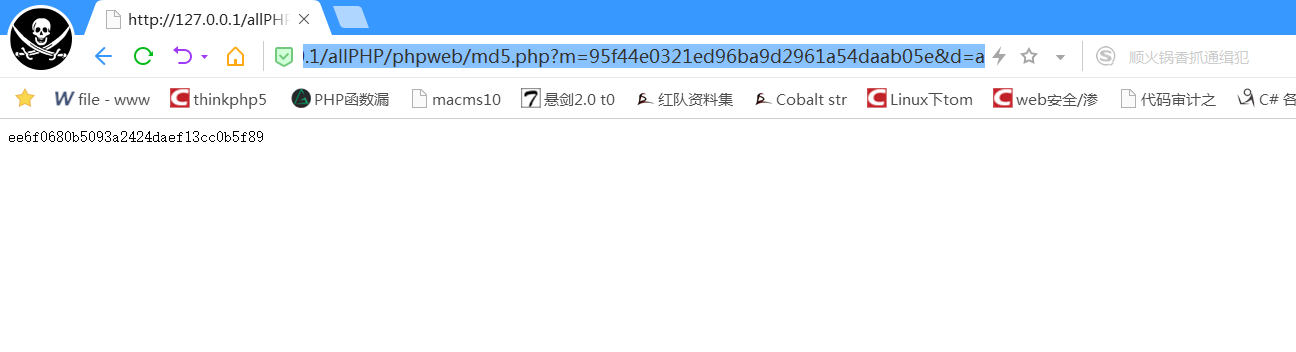 http://127.0.0.1/allPHP
0.1/allPHP/phpweb/md5.php?m=95f44e0321ed96ba9d2961a54daab05e&d=a
顺火锅香抓通缉犯
file - www thinkphp5 PHP函数漏 macms10 悬剑2.0 t0 红队资料集 Cobalt str Linux下tom web安全/渗 代码审计之 C# 各
ee6f0680b5093a2424daef13cc0b5f89